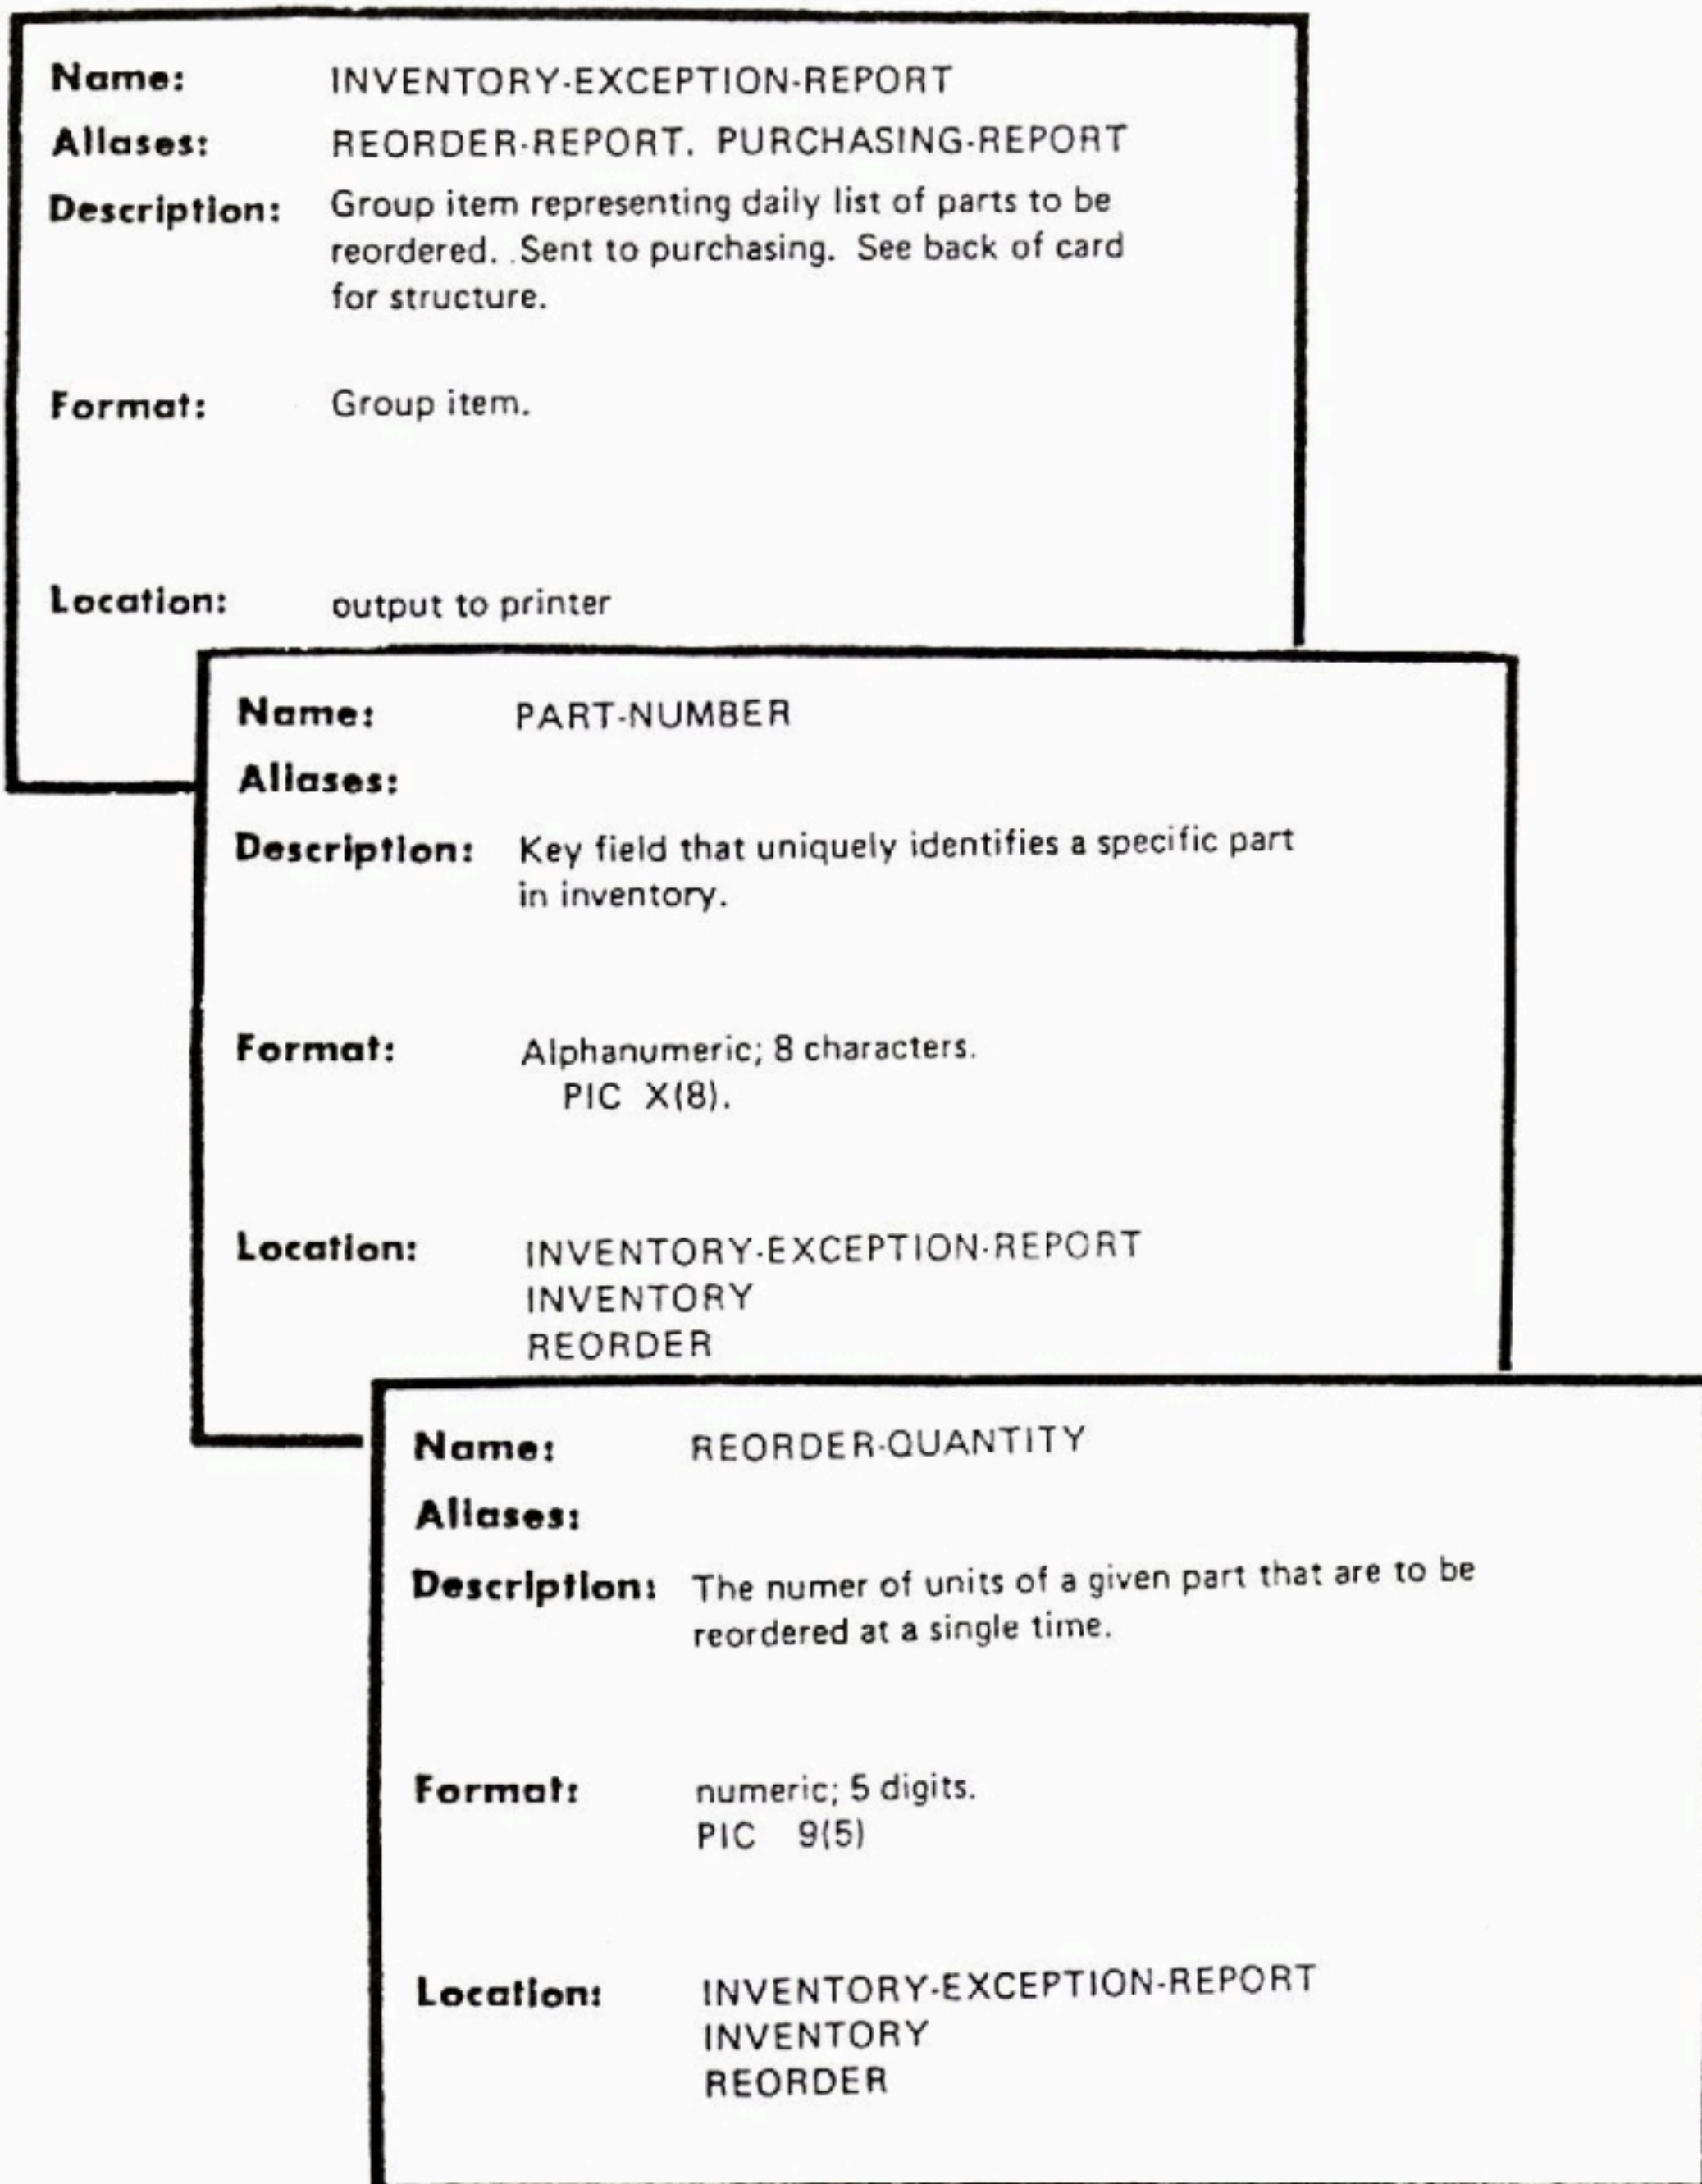 Name: INVENTORY-EXCEPTION-REPORT
Aliases: REORDER-REPORT. PURCHASING-REPORT
Description: Group item representing daily list of parts to be
reordered. Sent to purchasing. See back of card
for structure.
Format: Group item.
Location: output to printer
Name: PART-NUMBER
Aliases:
Description: Key field that uniquely identifies a specific part
in inventory.
Format: Alphanumeric; 8 characters.
PIC X(8).
Location: INVENTORY-EXCEPTION-REPORT
INVENTORY
REORDER
Name: REORDER-QUANTITY
Aliases:
Description: The numer of units of a given part that are to be
reordered at a single time.
Format: numeric; 5 digits.
PIC 9(5)
Location: INVENTORY-EXCEPTION-REPORT
INVENTORY
REORDER